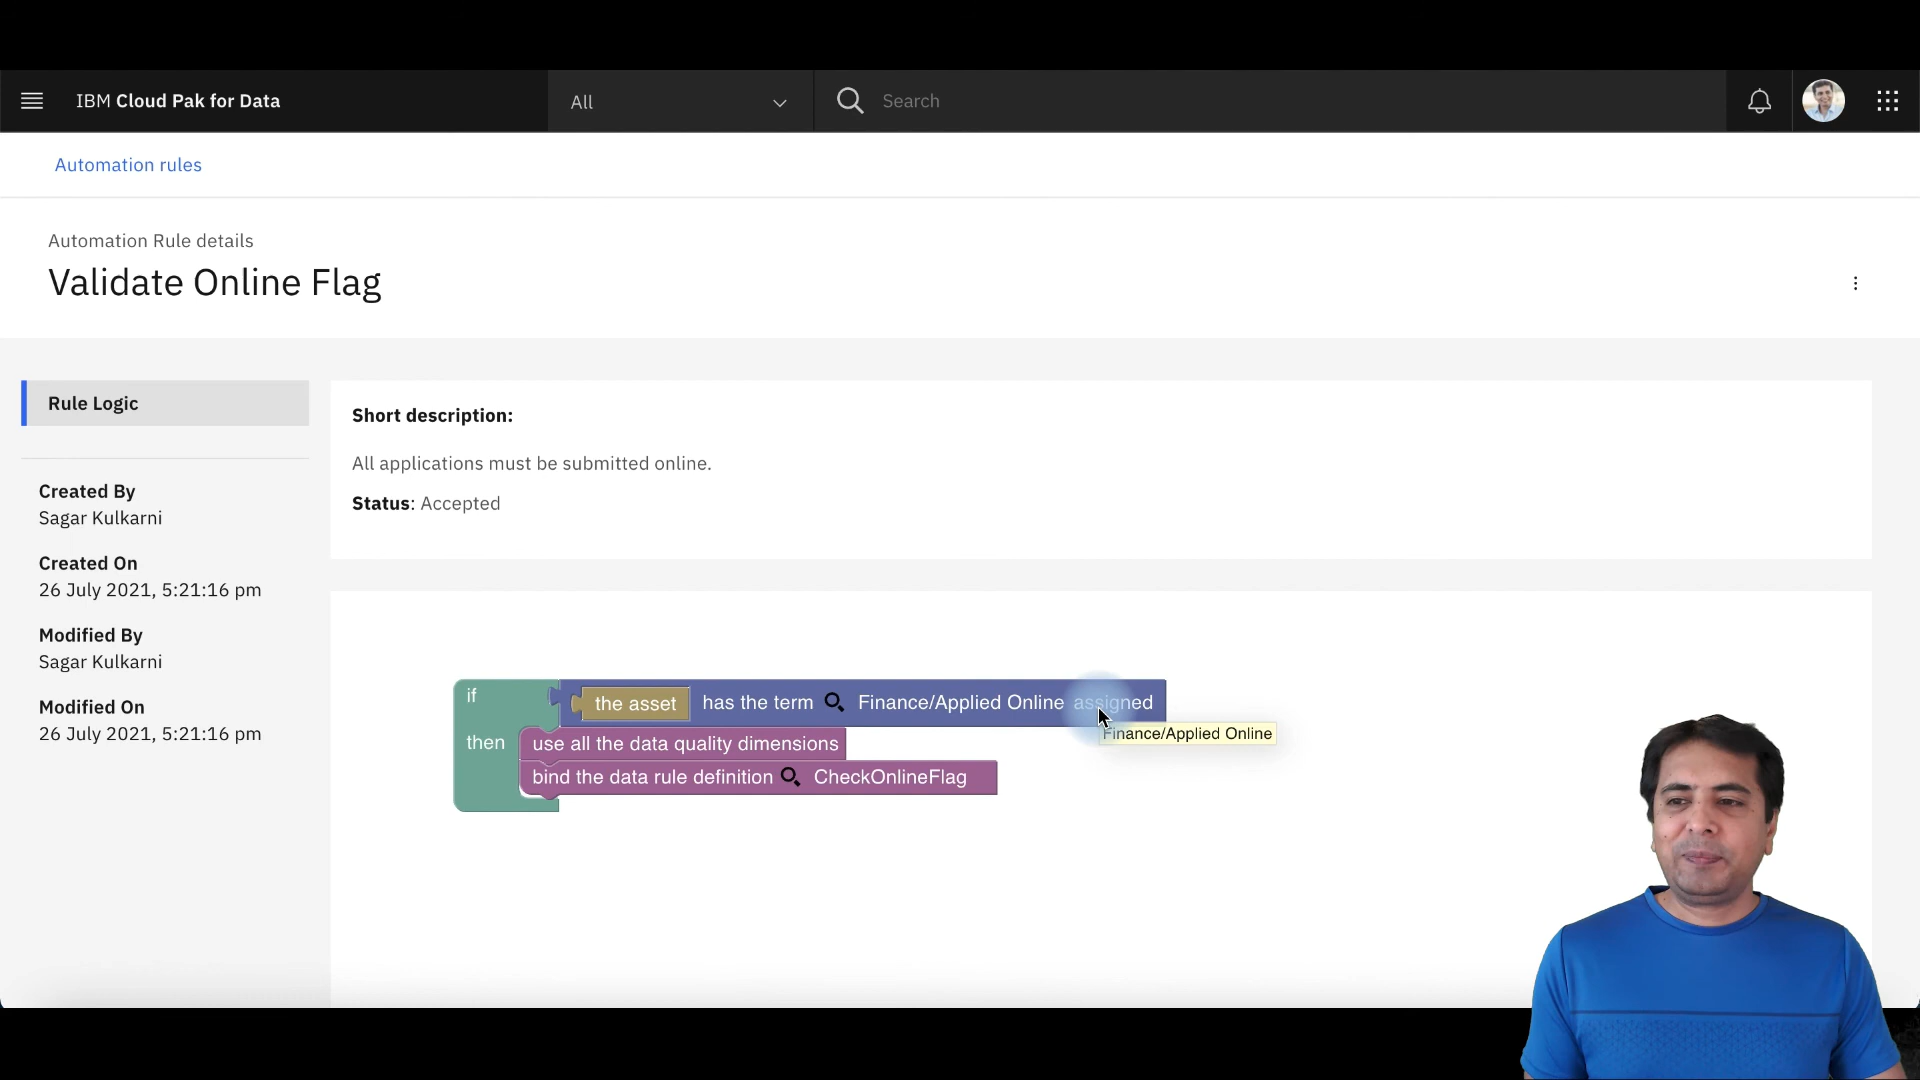 IBM Cloud Pak for Data
All
Search
Automation rules
Automation Rule details
Validate Online Flag
Rule Logic
Created By
Sagar Kulkarni
Created On
26 July 2021, 5:21:16 pm
Modified By
Sagar Kulkarni
Modified On
26 July 2021, 5:21:16 pm
Short description:
All applications must be submitted online.
Status: Accepted
if the asset has the term Finance/Applied Online assigned
Finance/Applied Online
then use all the data quality dimensions
bind the data rule definition CheckOnlineFlag